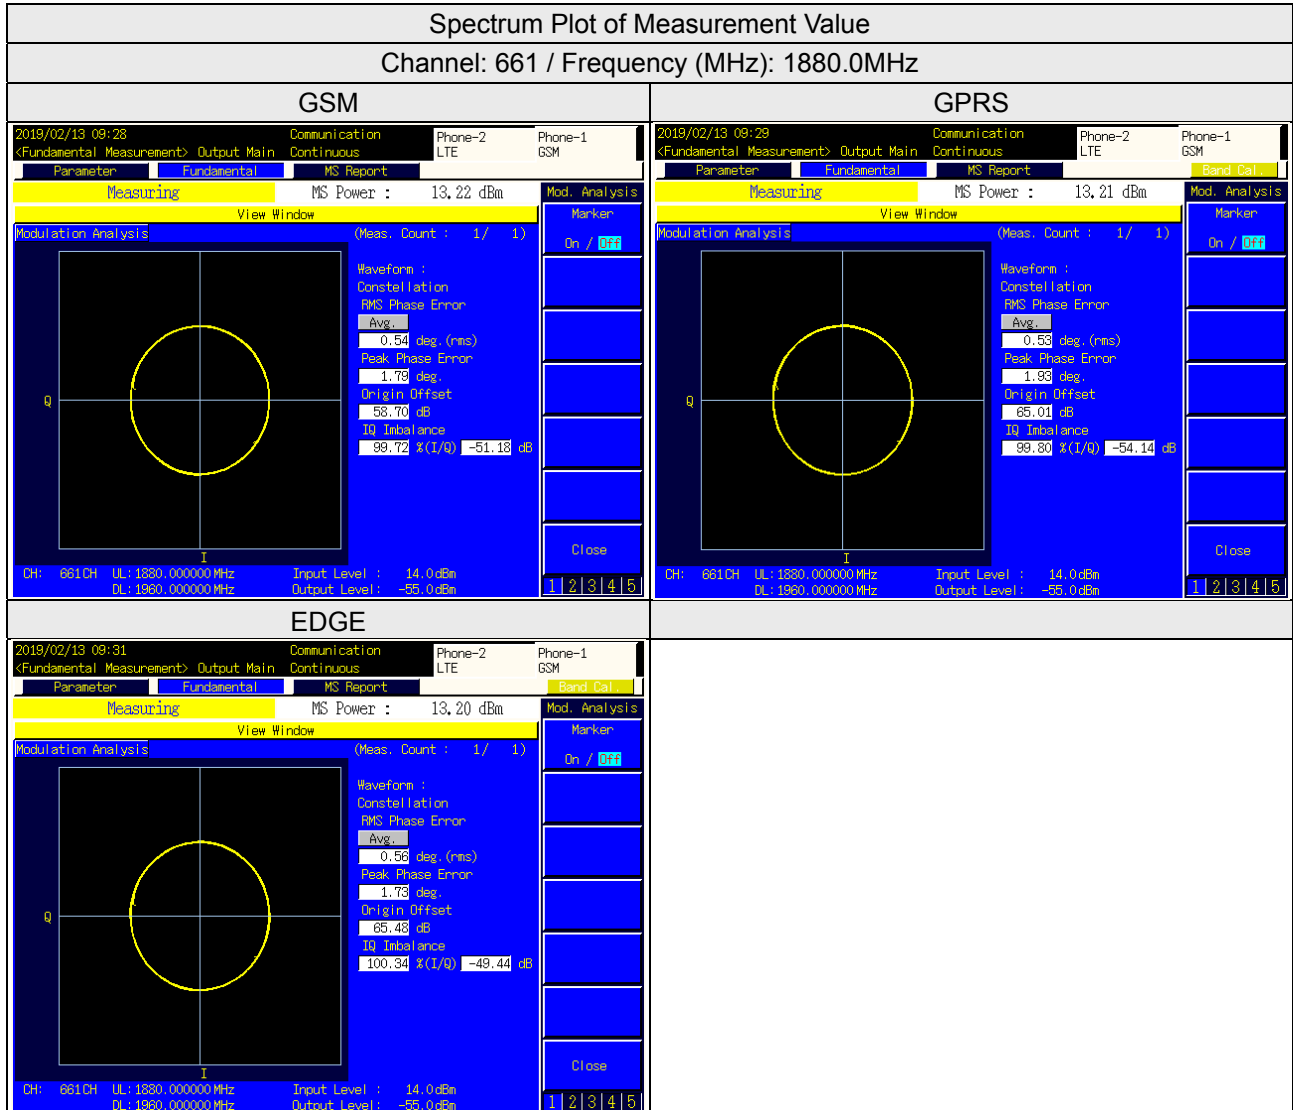 Spectrum Plot of Measurement Value
Channel: 661 / Frequency (MHz): 1880.0MHz
GSM
GPRS
2019/02/13 09:28 Communication Phone-2 Phone-1
<Fundamental Measurement> Output Main Continuous LTE GSM
Parameter Fundamental MS Report
Measuring MS Power : 13.22 dBm Mod. Analysis
View Window Marker
Modulation Analysis (Meas. Count : 1/ 1) On / Off
Waveform :
Constellation
RMS Phase Error
Avg.
0.54 deg.(rms)
Peak Phase Error
1.79 deg.
Origin Offset
Q 58.70 dB
IQ Imbalance
99.72 %(I/Q) -51.18 dB
Close
I
CH: 661CH UL:1880.000000MHz Input Level : 14.0dBm
DL:1960.000000MHz Output Level: -55.0dBm 1 2 3 4 5
2019/02/13 09:29 Communication Phone-2 Phone-1
<Fundamental Measurement> Output Main Continuous LTE GSM
Parameter Fundamental MS Report Band Cal.
Measuring MS Power : 13.21 dBm Mod. Analysis
View Window Marker
Modulation Analysis (Meas. Count : 1/ 1) On / Off
Waveform :
Constellation
RMS Phase Error
Avg.
0.53 deg.(rms)
Peak Phase Error
1.93 deg.
Origin Offset
Q 65.01 dB
IQ Imbalance
99.80 %(I/Q) -54.14 dB
Close
I
CH: 661CH UL:1880.000000MHz Input Level : 14.0dBm
DL:1960.000000MHz Output Level: -55.0dBm 1 2 3 4 5
EDGE
2019/02/13 09:31 Communication Phone-2 Phone-1
<Fundamental Measurement> Output Main Continuous LTE GSM
Parameter Fundamental MS Report Band Cal.
Measuring MS Power : 13.20 dBm Mod. Analysis
View Window Marker
Modulation Analysis (Meas. Count : 1/ 1) On / Off
Waveform :
Constellation
RMS Phase Error
Avg.
0.56 deg.(rms)
Peak Phase Error
1.73 deg.
Origin Offset
Q 65.48 dB
IQ Imbalance
100.34 %(I/Q) -49.44 dB
Close
I
CH: 661CH UL:1880.000000MHz Input Level : 14.0dBm
DL:1960.000000MHz Output Level: -55.0dBm 1 2 3 4 5